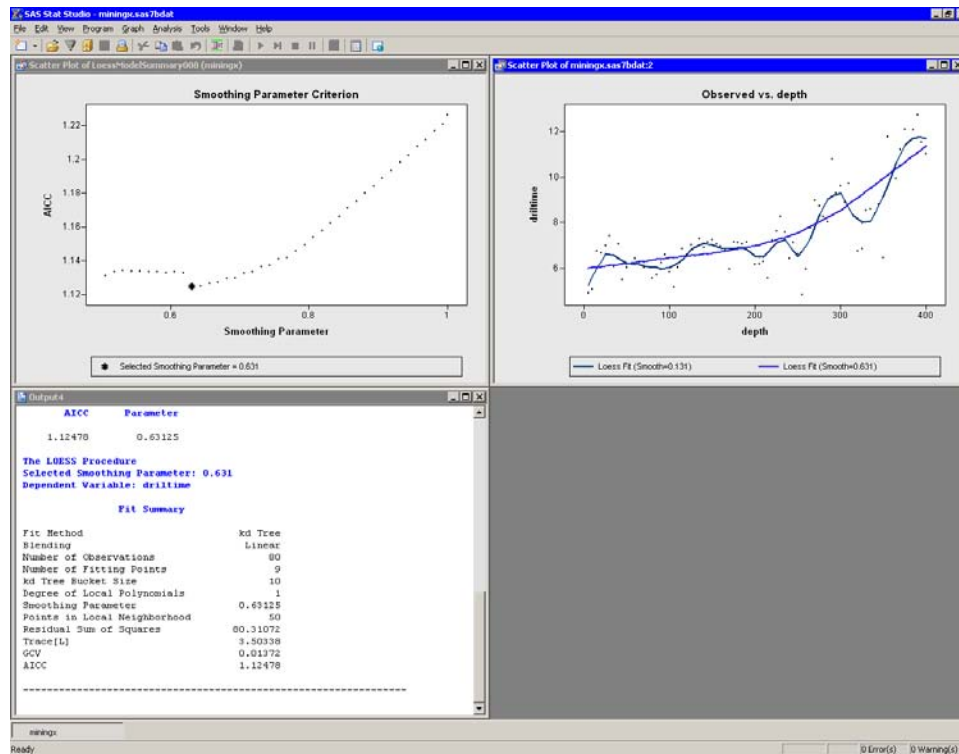 SAS Stat Studio - miningx.sas7bdat
File Edit View Program Graph Analysis Tools Window Help
Scatter Plot of LoessModelSummary000 (miningx)
Smoothing Parameter Criterion
AICC
1.22
1.2
1.18
1.16
1.14
1.12
0.6 0.8 1
Smoothing Parameter
Selected Smoothing Parameter = 0.631
Scatter Plot of miningx.sas7bdat:2
Observed vs. depth
driltime
12
10
8
6
0 100 200 300 400
depth
Loess Fit (Smooth=0.131) Loess Fit (Smooth=0.631)
Output4
AICC Parameter
1.12478 0.63125
The LOESS Procedure
Selected Smoothing Parameter: 0.631
Dependent Variable: driltime
Fit Summary
Fit Method kd Tree
Blending Linear
Number of Observations 80
Number of Fitting Points 9
kd Tree Bucket Size 10
Degree of Local Polynomials 1
Smoothing Parameter 0.63125
Points in Local Neighborhood 50
Residual Sum of Squares 80.31072
Trace[L] 3.50338
GCV 0.01372
AICC 1.12478
miningx
Ready 0 Error(s) 0 Warning(s)